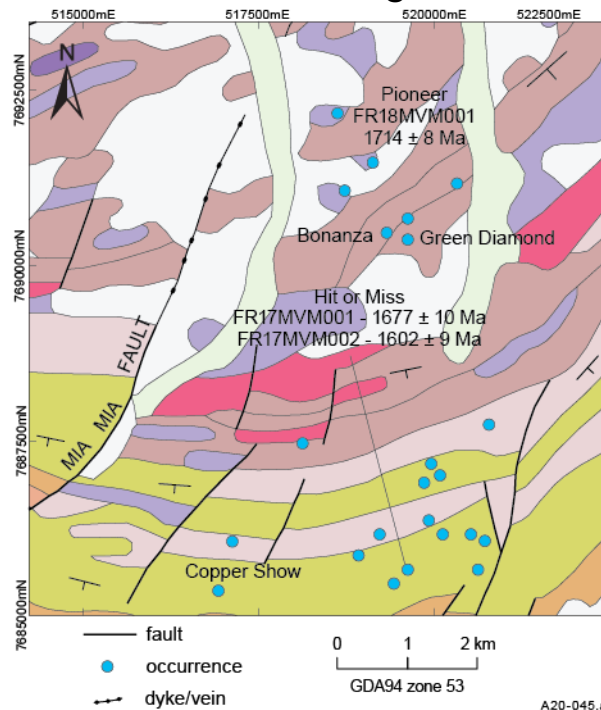 515000mE
517500mE
520000mE
522500mE
7692500mN
7690000mN
7687500mN
7685000mN
N
Pioneer
FR18MVM001
1714 ± 8 Ma
Bonanza
Green Diamond
Hit or Miss
FR17MVM001 - 1677 ± 10 Ma
FR17MVM002 - 1602 ± 9 Ma
MIA MIA FAULT
Copper Show
fault
occurrence
dyke/vein
0 1 2 km
GDA94 zone 53